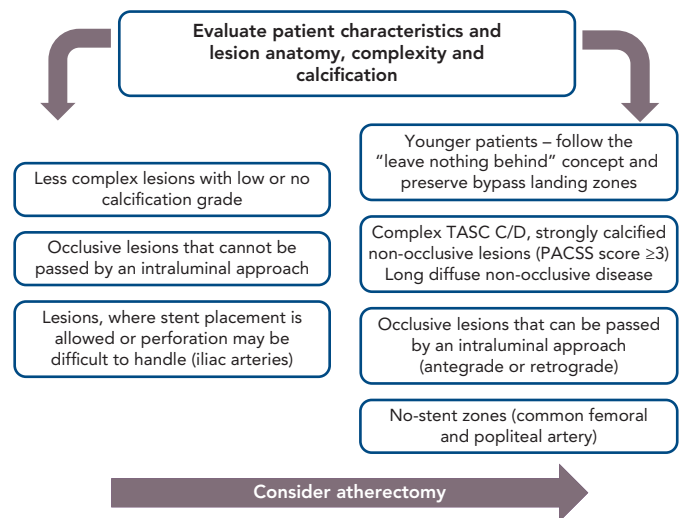 Evaluate patient characteristics and
lesion anatomy, complexity and
calcification
Less complex lesions with low or no
calcification grade
Occlusive lesions that cannot be
passed by an intraluminal approach
Lesions, where stent placement is
allowed or perforation may be
difficult to handle (iliac arteries)
Younger patients – follow the
“leave nothing behind” concept and
preserve bypass landing zones
Complex TASC C/D, strongly calcified
non-occlusive lesions (PACSS score ≥3)
Long diffuse non-occlusive disease
Occlusive lesions that can be passed
by an intraluminal approach
(antegrade or retrograde)
No-stent zones (common femoral
and popliteal artery)
Consider atherectomy